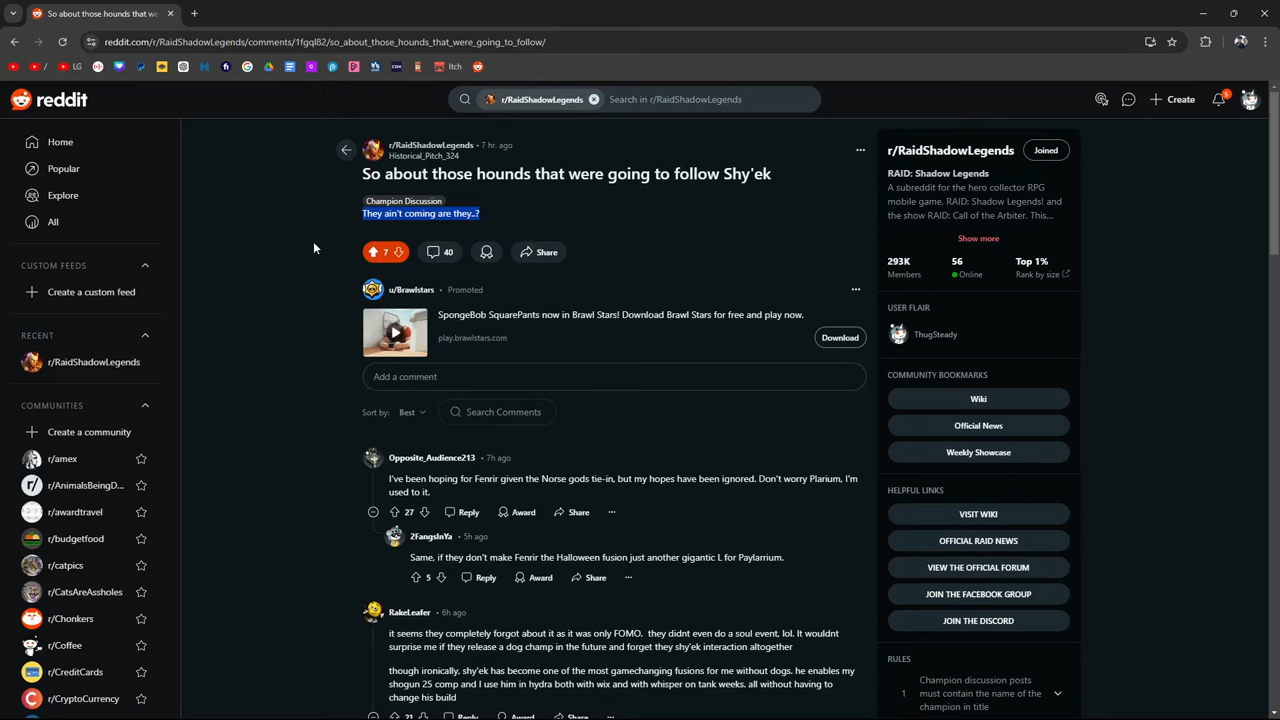 So about those hounds that we
reddit.com/r/RaidShadowLegends/comments/1fgql82/so_about_those_hounds_that_were_going_to_follow/
/
LG
Itch
reddit
r/RaidShadowLegends
Search in r/RaidShadowLegends
Create
5
Home
Popular
Explore
All
CUSTOM FEEDS
Create a custom feed
RECENT
r/RaidShadowLegends
COMMUNITIES
Create a community
r/amex
r/AnimalsBeingD...
r/awardtravel
r/budgetfood
r/catpics
r/CatsAreAssholes
r/Chonkers
r/Coffee
r/CreditCards
r/CryptoCurrency
r/RaidShadowLegends • 7 hr. ago
Historical_Pitch_324
So about those hounds that were going to follow Shy'ek
Champion Discussion
They ain't coming are they..?
7
40
Share
u/Brawlstars • Promoted
SpongeBob SquarePants now in Brawl Stars! Download Brawl Stars for free and play now.
play.brawlstars.com
Download
Add a comment
Sort by: Best
Search Comments
Opposite_Audience213 • 7h ago
I've been hoping for Fenrir given the Norse gods tie-in, but my hopes have been ignored. Don't worry Plarium, I'm
used to it.
27 Reply Award Share
2FangsInYa • 5h ago
Same, if they don't make Fenrir the Halloween fusion just another gigantic L for Paylarrium.
5 Reply Award Share
RakeLeafer • 6h ago
it seems they completely forgot about it as it was only FOMO. they didnt even do a soul event, lol. It wouldnt
surprise me if they release a dog champ in the future and forget they shy'ek interaction altogether
though ironically, shy'ek has become one of the most gamechanging fusions for me without dogs. he enables my
shogun 25 comp and I use him in hydra both with wix and with whisper on tank weeks. all without having to
change his build
21 Reply Award Share
r/RaidShadowLegends
Joined
RAID: Shadow Legends
A subreddit for the hero collector RPG
mobile game, RAID: Shadow Legends! and
the show RAID: Call of the Arbiter. This...
Show more
293K
Members
56
Online
Top 1%
Rank by size
USER FLAIR
ThugSteady
COMMUNITY BOOKMARKS
Wiki
Official News
Weekly Showcase
HELPFUL LINKS
VISIT WIKI
OFFICIAL RAID NEWS
VIEW THE OFFICIAL FORUM
JOIN THE FACEBOOK GROUP
JOIN THE DISCORD
RULES
1 Champion discussion posts
must contain the name of the
champion in title